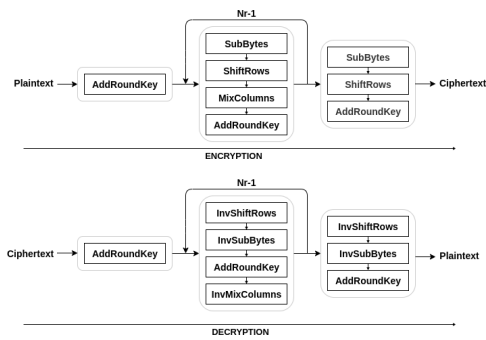 Nr-1
SubBytes
ShiftRows
MixColumns
AddRoundKey
Plaintext
AddRoundKey
SubBytes
ShiftRows
AddRoundKey
Ciphertext
ENCRYPTION
Nr-1
InvShiftRows
InvSubBytes
AddRoundKey
InvMixColumns
Ciphertext
AddRoundKey
InvShiftRows
InvSubBytes
AddRoundKey
Plaintext
DECRYPTION